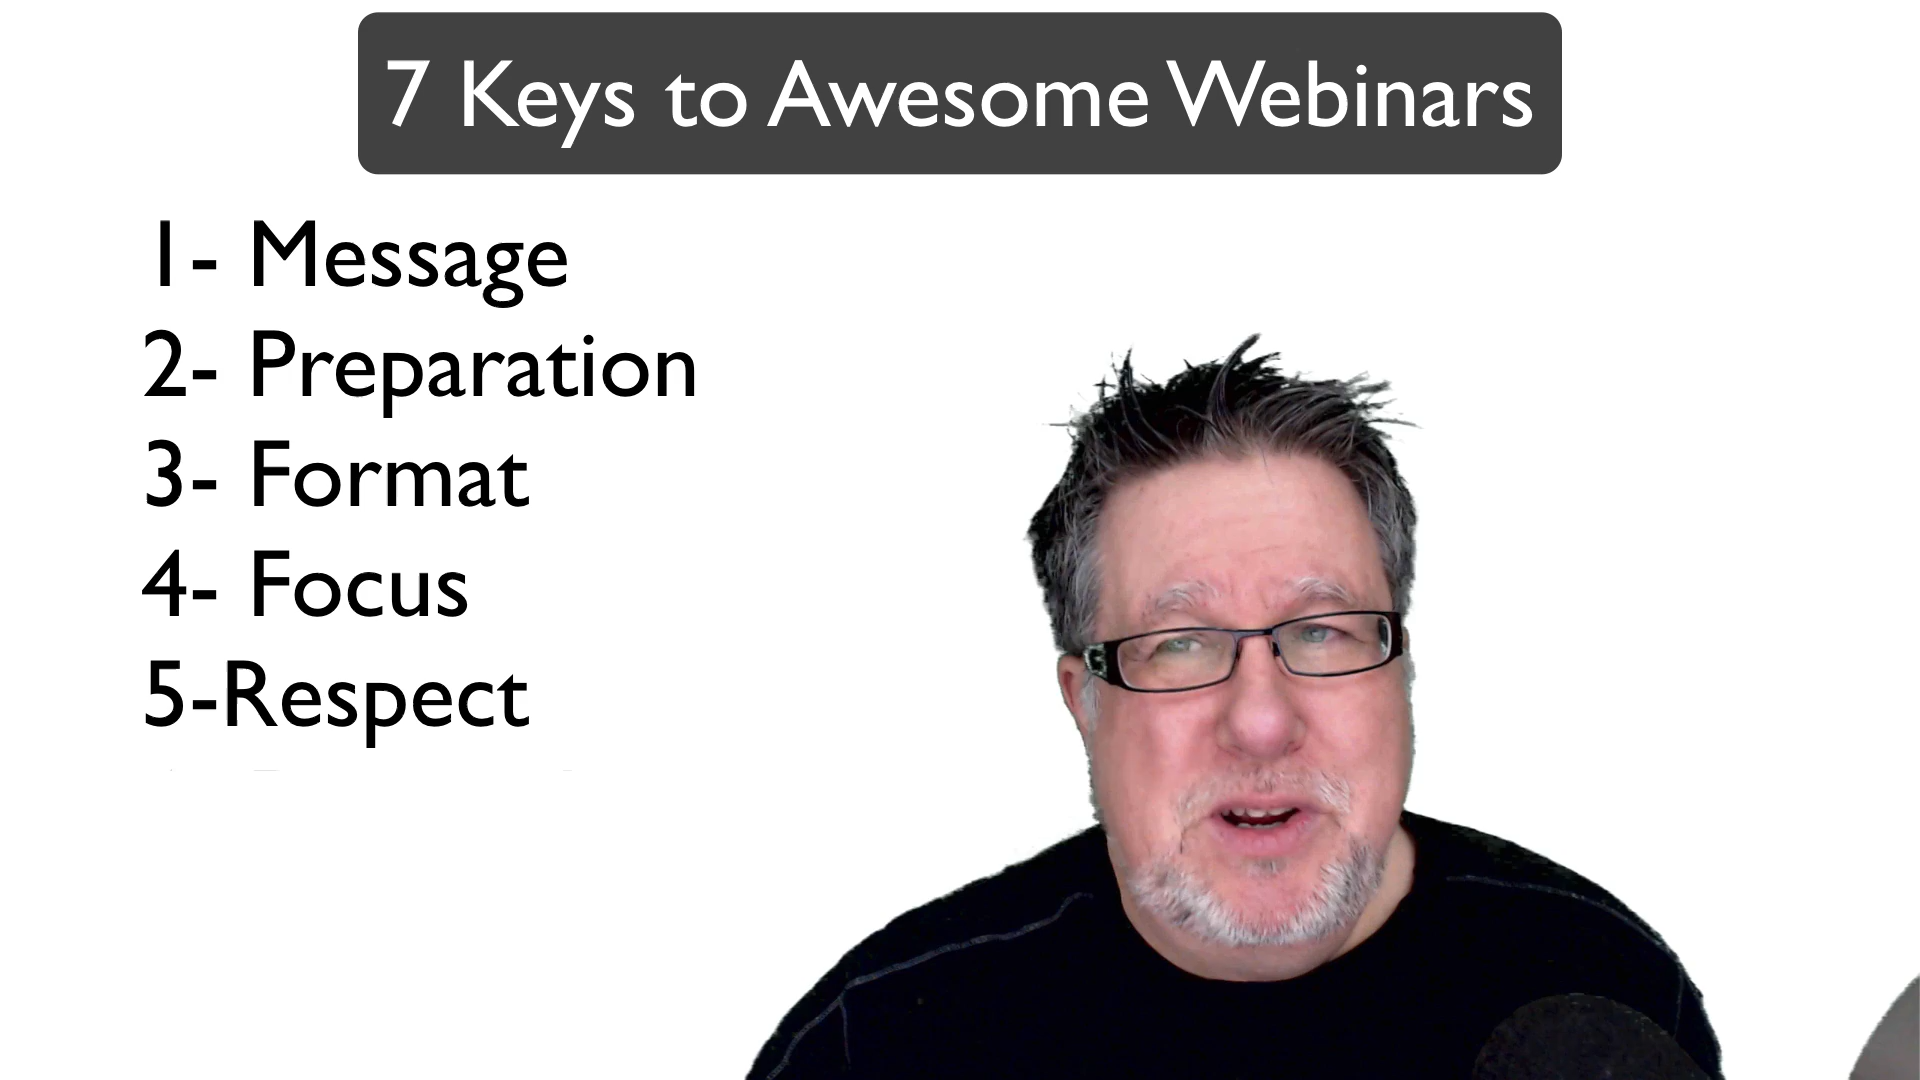 7 Keys to Awesome Webinars
1- Message
2- Preparation
3- Format
4- Focus
5-Respect